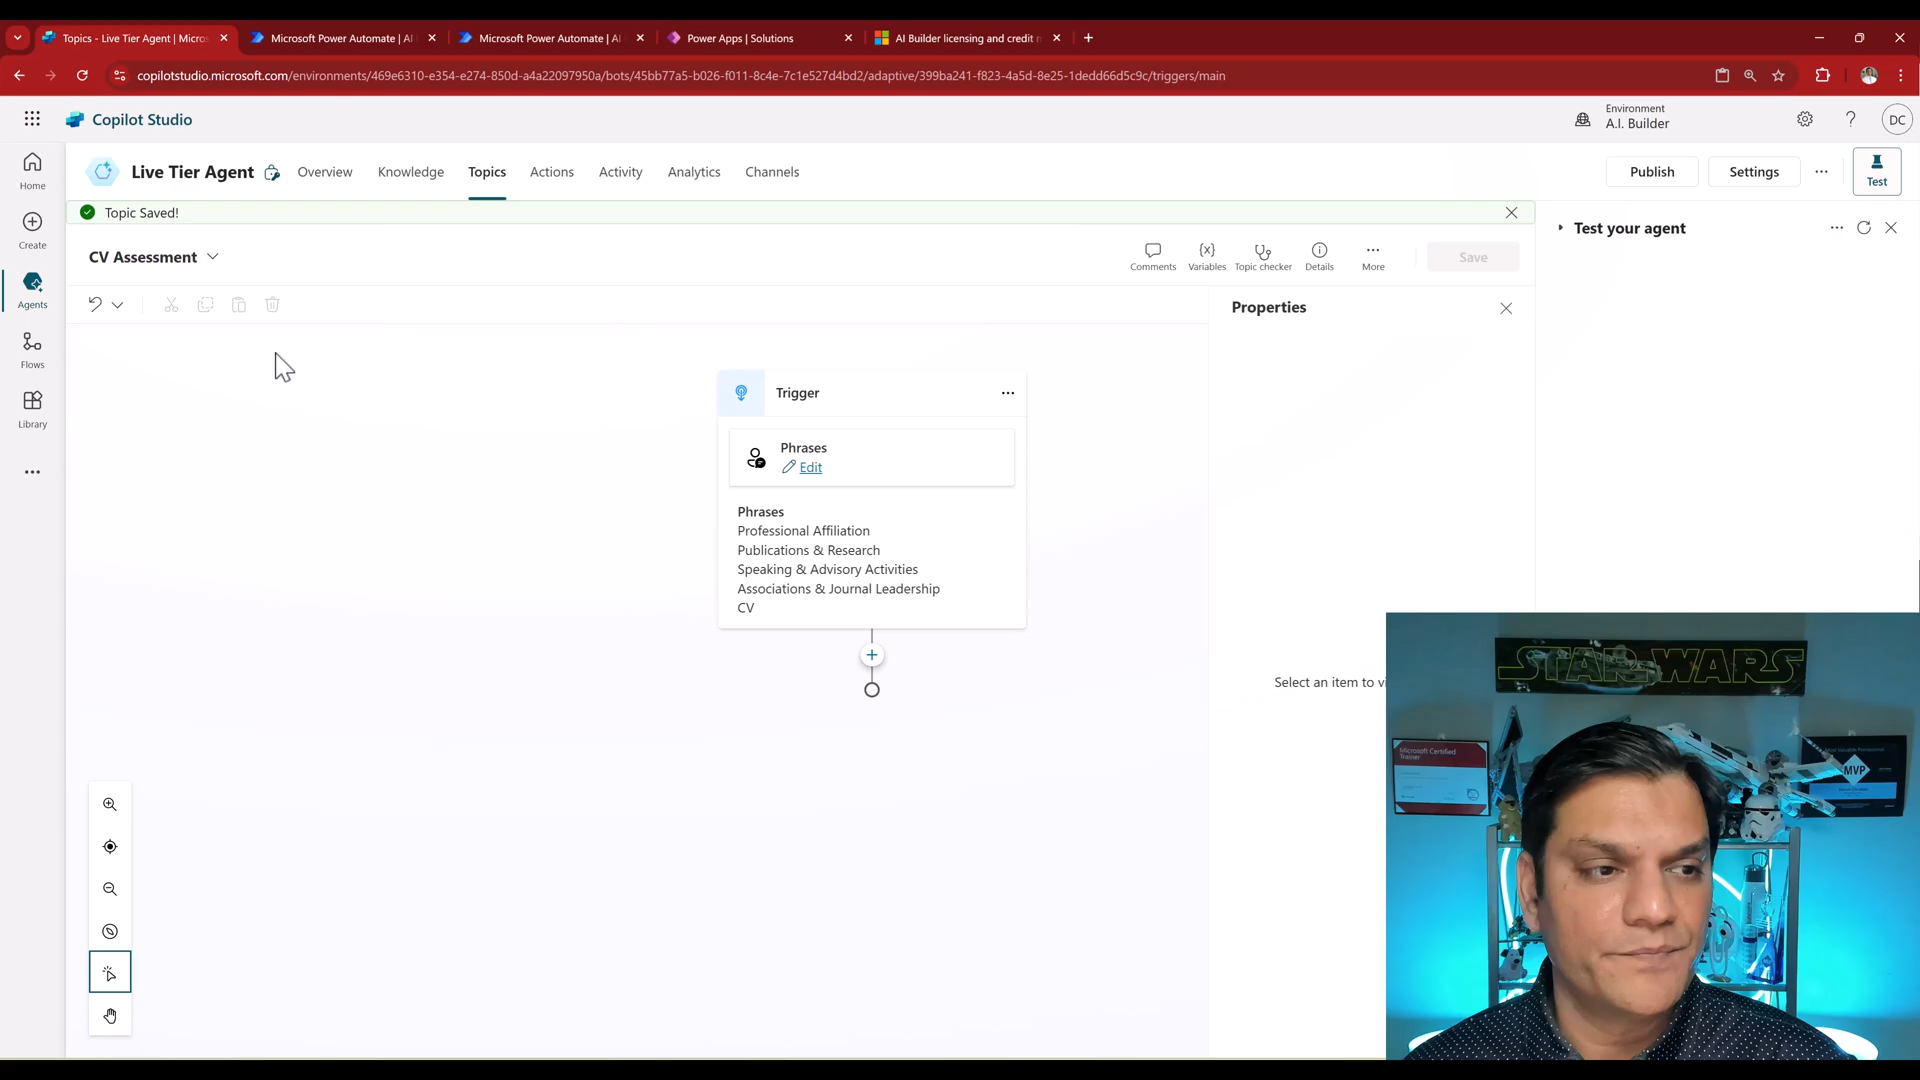 Topics - Live Tier Agent | Micros
Microsoft Power Automate | AI
Microsoft Power Automate | AI
Power Apps | Solutions
AI Builder licensing and credit m
copilotstudio.microsoft.com/environments/469e6310-e354-e274-850d-a4a22097950a/bots/45bb77a5-b026-f011-8c4e-7c1e527d4bd2/adaptive/399ba241-f823-4a5d-8e25-1dedd66d5c9c/triggers/main
Copilot Studio
Environment
A.I. Builder
DC
Home
Create
Agents
Flows
Library
Live Tier Agent
Overview
Knowledge
Topics
Actions
Activity
Analytics
Channels
Publish
Settings
Test
Topic Saved!
CV Assessment
Comments
Variables
Topic checker
Details
More
Save
Test your agent
Properties
Select an item to vi
Trigger
Phrases
Edit
Phrases
Professional Affiliation
Publications & Research
Speaking & Advisory Activities
Associations & Journal Leadership
CV
STAR WARS
Microsoft Certified
Trainer
MVP